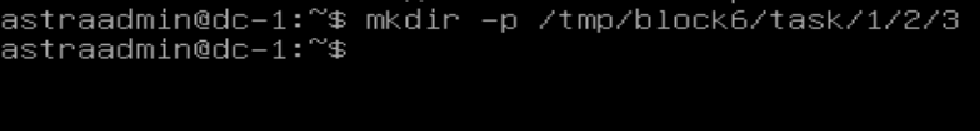 astraadmin@dc-1:~$ mkdir -p /tmp/block6/task/1/2/3
astraadmin@dc-1:~$